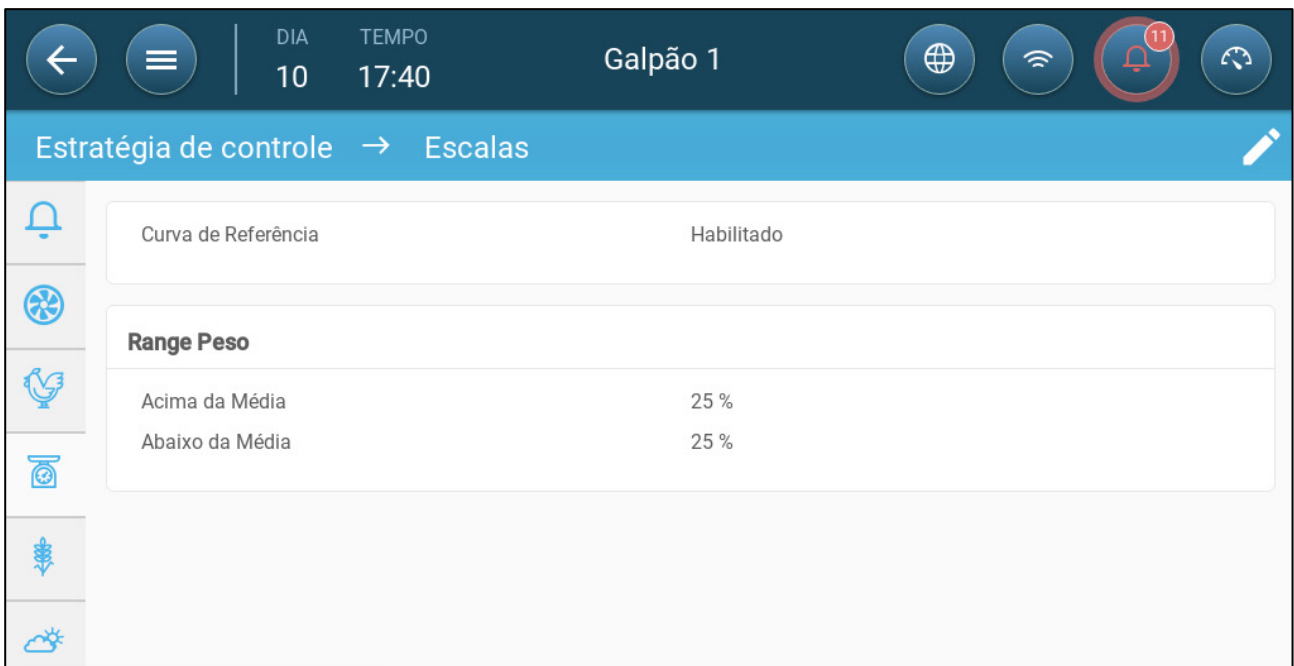 DIA TEMPO 11
10 17:40 Galpão 1
Estratégia de controle → Escalas
Curva de Referência Habilitado
Range Peso
Acima da Média 25 %
Abaixo da Média 25 %